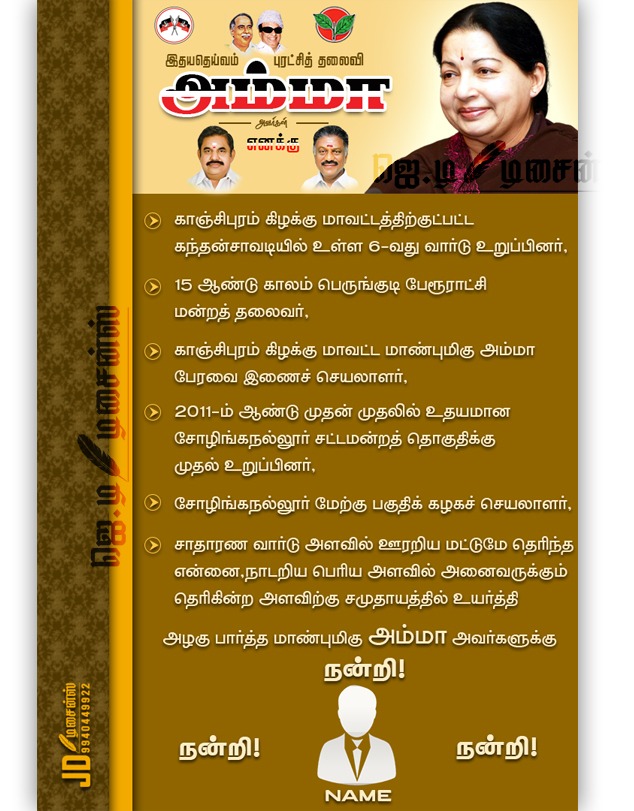 இதயதெய்வம் புரட்சித் தலைவி
அம்மா
அவர்கள்
எனக்கு
ஜெ.டி டிசைன்
காஞ்சிபுரம் கிழக்கு மாவட்டத்திற்குட்பட்ட
கந்தன்சாவடியில் உள்ள 6-வது வார்டு உறுப்பினர்,
15 ஆண்டு காலம் பெருங்குடி பேரூராட்சி
மன்றத் தலைவர்,
காஞ்சிபுரம் கிழக்கு மாவட்ட மாண்புமிகு அம்மா
பேரவை இணைச் செயலாளர்,
2011-ம் ஆண்டு முதன் முதலில் உதயமான
சோழிங்கநல்லூர் சட்டமன்றத் தொகுதிக்கு
முதல் உறுப்பினர்,
சோழிங்கநல்லூர் மேற்கு பகுதிக் கழகச் செயலாளர்,
சாதாரண வார்டு அளவில் ஊரறிய மட்டுமே தெரிந்த
என்னை,நாடறிய பெரிய அளவில் அனைவருக்கும்
தெரிகின்ற அளவிற்கு சமுதாயத்தில் உயர்த்தி
அழகு பார்த்த மாண்புமிகு அம்மா அவர்களுக்கு
நன்றி!
நன்றி! நன்றி!
NAME
ஜெ.டி டிசைன்ஸ்
JD டிசைன்ஸ்
9940449922